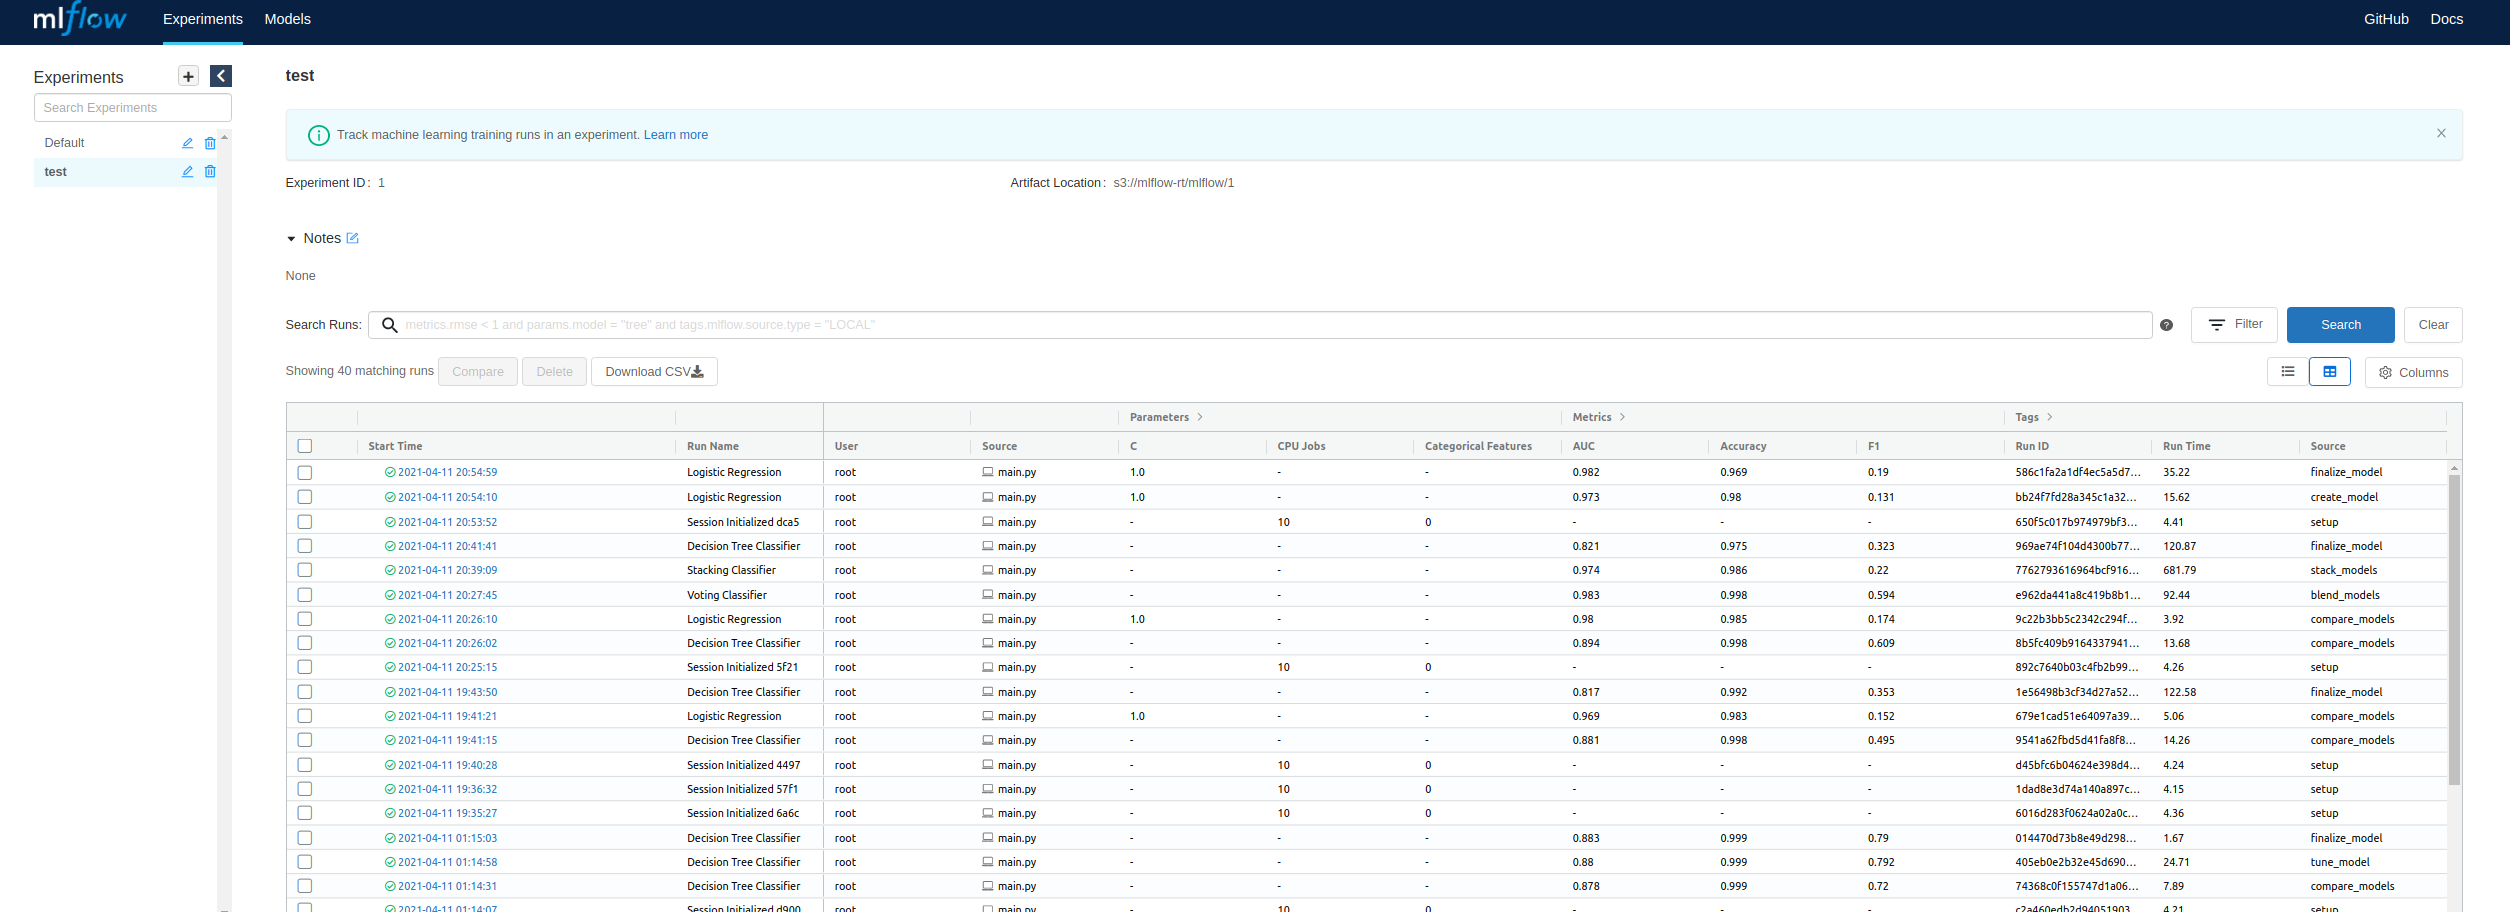 mlflow Experiments Models GitHub Docs
Experiments
Search Experiments
Default
test
test
Track machine learning training runs in an experiment. Learn more
Experiment ID: 1 Artifact Location: s3://mlflow-rt/mlflow/1
Notes
None
Search Runs: metrics.rmse < 1 and params.model = "tree" and tags.mlflow.source.type = "LOCAL" ? Filter Search Clear
Showing 40 matching runs Compare Delete Download CSV Columns
Parameters > Metrics > Tags >
Start Time Run Name User Source C CPU Jobs Categorical Features AUC Accuracy F1 Run ID Run Time Source
2021-04-11 20:54:59 Logistic Regression root main.py 1.0 - - 0.982 0.969 0.19 586c1fa2a1df4ec5a5d7... 35.22 finalize_model
2021-04-11 20:54:10 Logistic Regression root main.py 1.0 - - 0.973 0.98 0.131 bb24f7fd28a345c1a32... 15.62 create_model
2021-04-11 20:53:52 Session Initialized dca5 root main.py - 10 0 - - - 650f5c017b974979bf3... 4.41 setup
2021-04-11 20:41:41 Decision Tree Classifier root main.py - - - 0.821 0.975 0.323 969ae74f104d4300b77... 120.87 finalize_model
2021-04-11 20:39:09 Stacking Classifier root main.py - - - 0.974 0.986 0.22 7762793616964bcf916... 681.79 stack_models
2021-04-11 20:27:45 Voting Classifier root main.py - - - 0.983 0.998 0.594 e962da441a8c419b8b1... 92.44 blend_models
2021-04-11 20:26:10 Logistic Regression root main.py 1.0 - - 0.98 0.985 0.174 9c22b3bb5c2342c294f... 3.92 compare_models
2021-04-11 20:26:02 Decision Tree Classifier root main.py - - - 0.894 0.998 0.609 8b5fc409b9164337941... 13.68 compare_models
2021-04-11 20:25:15 Session Initialized 5f21 root main.py - 10 0 - - - 892c7640b03c4fb2b99... 4.26 setup
2021-04-11 19:43:50 Decision Tree Classifier root main.py - - - 0.817 0.992 0.353 1e56498b3cf34d27a52... 122.58 finalize_model
2021-04-11 19:41:21 Logistic Regression root main.py 1.0 - - 0.969 0.983 0.152 679e1cad51e64097a39... 5.06 compare_models
2021-04-11 19:41:15 Decision Tree Classifier root main.py - - - 0.881 0.998 0.495 9541a62fbd5d41fa8f8... 14.26 compare_models
2021-04-11 19:40:28 Session Initialized 4497 root main.py - 10 0 - - - d45bfc6b04624e398d4... 4.24 setup
2021-04-11 19:36:32 Session Initialized 57f1 root main.py - 10 0 - - - 1dad8e3d74a140a897c... 4.15 setup
2021-04-11 19:35:27 Session Initialized 6a6c root main.py - 10 0 - - - 6016d283f0624a02a0c... 4.36 setup
2021-04-11 01:15:03 Decision Tree Classifier root main.py - - - 0.883 0.999 0.79 014470d73b8e49d298... 1.67 finalize_model
2021-04-11 01:14:58 Decision Tree Classifier root main.py - - - 0.88 0.999 0.792 405eb0e2b32e45d690... 24.71 tune_model
2021-04-11 01:14:31 Decision Tree Classifier root main.py - - - 0.878 0.999 0.72 74368c0f155747d1a06... 7.89 compare_models
2021-04-11 01:14:07 Session Initialized d900 root main.py - 10 0 - - - c2a460edb2d94051903... 4.21 setup